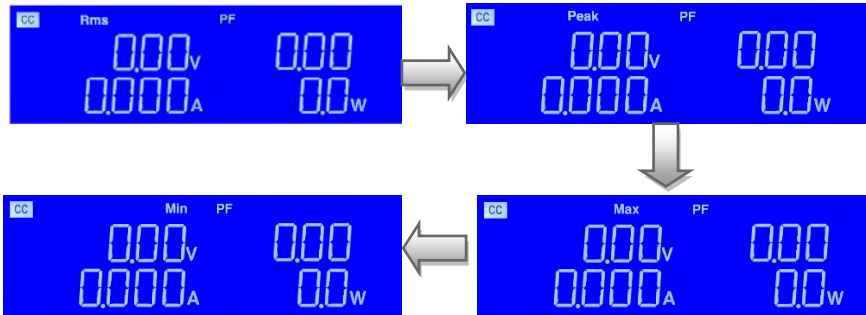 CC Rms PF
0.00V 0.00
0.000A 0.0W
CC Peak PF
0.00V 0.00
0.000A 0.0W
CC Max PF
0.00V 0.00
0.000A 0.0W
CC Min PF
0.00V 0.00
0.000A 0.0W